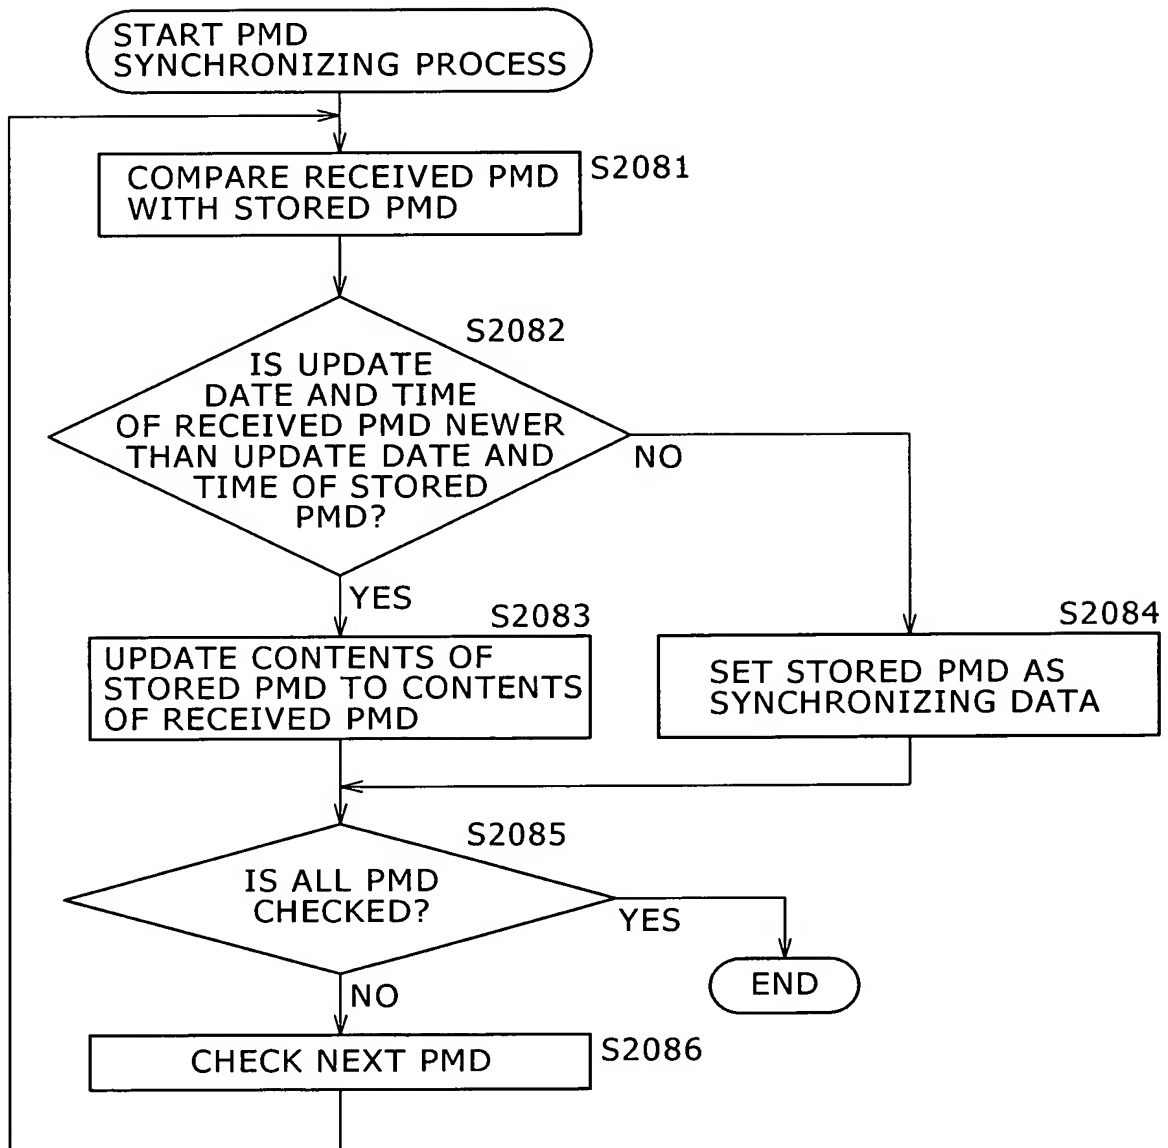 START PMD
SYNCHRONIZING PROCESS
COMPARE RECEIVED PMD
WITH STORED PMD
S2081
S2082
IS UPDATE
DATE AND TIME
OF RECEIVED PMD NEWER
THAN UPDATE DATE AND
TIME OF STORED
PMD?
NO
YES
S2083
UPDATE CONTENTS OF
STORED PMD TO CONTENTS
OF RECEIVED PMD
S2084
SET STORED PMD AS
SYNCHRONIZING DATA
S2085
IS ALL PMD
CHECKED?
YES
END
NO
CHECK NEXT PMD
S2086